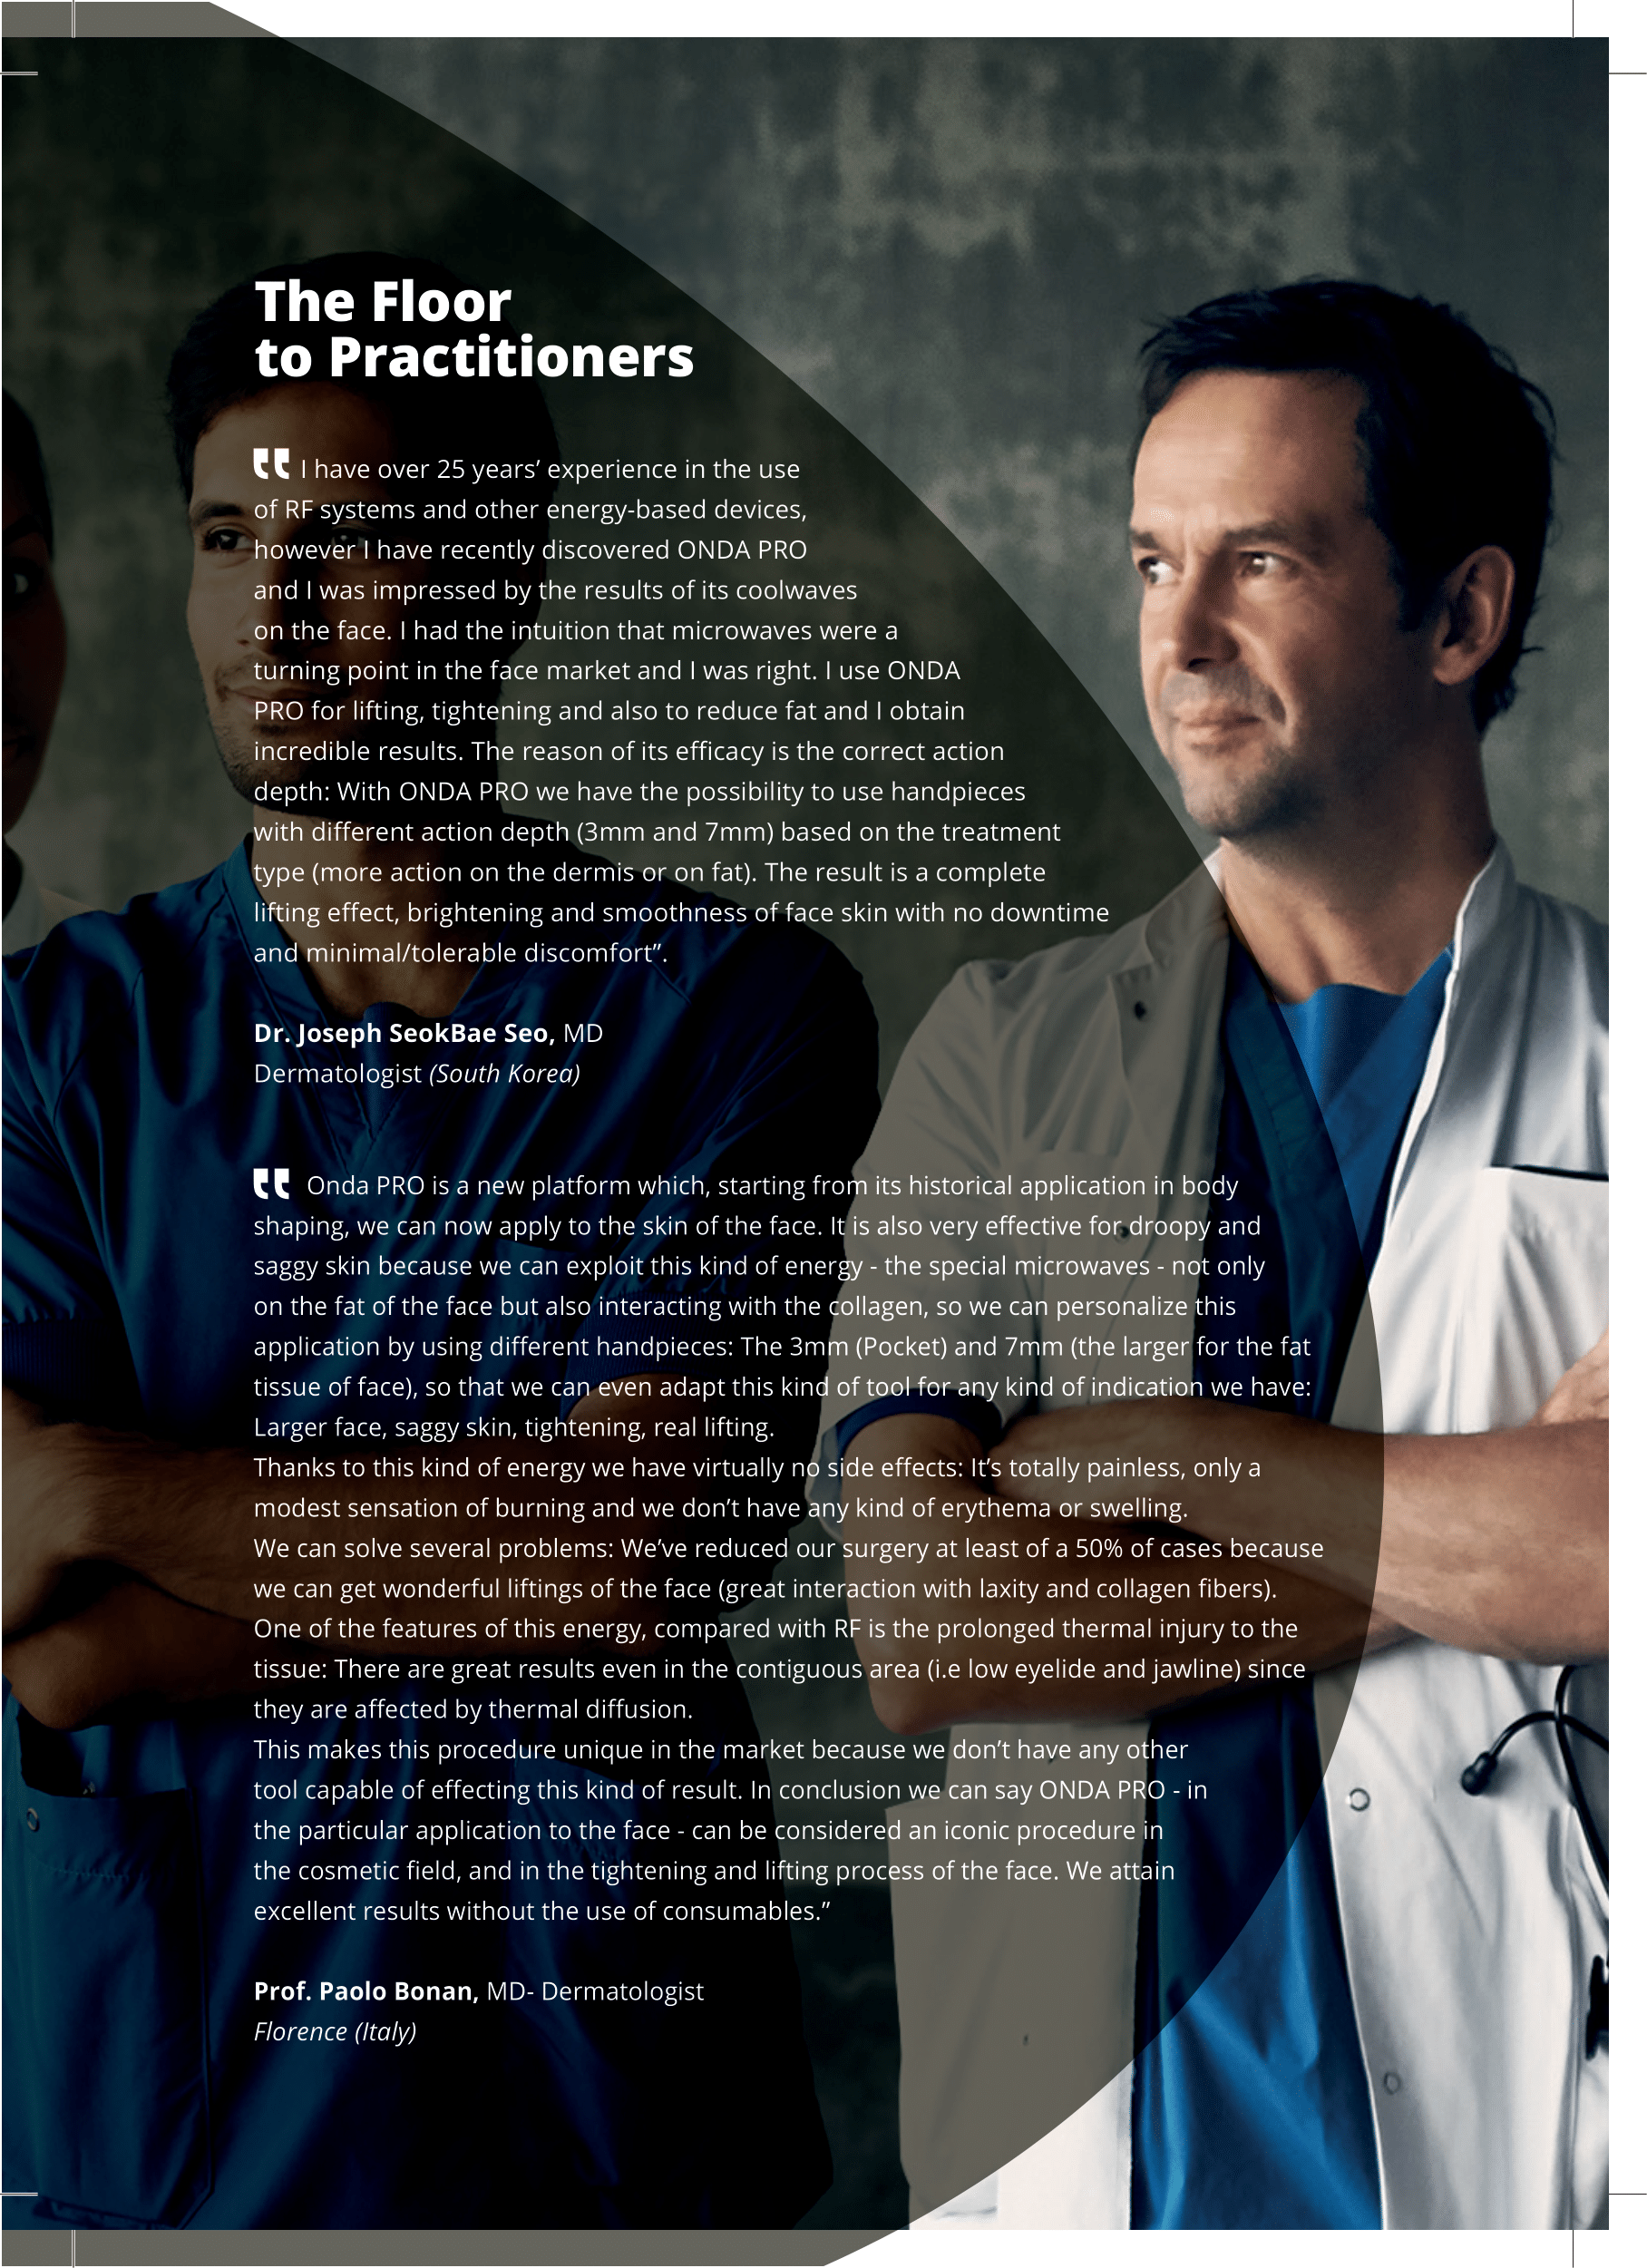 The Floor
to Practitioners
“ I have over 25 years’ experience in the use
of RF systems and other energy-based devices,
however I have recently discovered ONDA PRO
and I was impressed by the results of its coolwaves
on the face. I had the intuition that microwaves were a
turning point in the face market and I was right. I use ONDA
PRO for lifting, tightening and also to reduce fat and I obtain
incredible results. The reason of its efficacy is the correct action
depth: With ONDA PRO we have the possibility to use handpieces
with different action depth (3mm and 7mm) based on the treatment
type (more action on the dermis or on fat). The result is a complete
lifting effect, brightening and smoothness of face skin with no downtime
and minimal/tolerable discomfort”.
Dr. Joseph SeokBae Seo, MD
Dermatologist (South Korea)
“ Onda PRO is a new platform which, starting from its historical application in body
shaping, we can now apply to the skin of the face. It is also very effective for droopy and
saggy skin because we can exploit this kind of energy - the special microwaves - not only
on the fat of the face but also interacting with the collagen, so we can personalize this
application by using different handpieces: The 3mm (Pocket) and 7mm (the larger for the fat
tissue of face), so that we can even adapt this kind of tool for any kind of indication we have:
Larger face, saggy skin, tightening, real lifting.
Thanks to this kind of energy we have virtually no side effects: It’s totally painless, only a
modest sensation of burning and we don’t have any kind of erythema or swelling.
We can solve several problems: We’ve reduced our surgery at least of a 50% of cases because
we can get wonderful liftings of the face (great interaction with laxity and collagen fibers).
One of the features of this energy, compared with RF is the prolonged thermal injury to the
tissue: There are great results even in the contiguous area (i.e low eyelide and jawline) since
they are affected by thermal diffusion.
This makes this procedure unique in the market because we don’t have any other
tool capable of effecting this kind of result. In conclusion we can say ONDA PRO - in
the particular application to the face - can be considered an iconic procedure in
the cosmetic field, and in the tightening and lifting process of the face. We attain
excellent results without the use of consumables.”
Prof. Paolo Bonan, MD- Dermatologist
Florence (Italy)